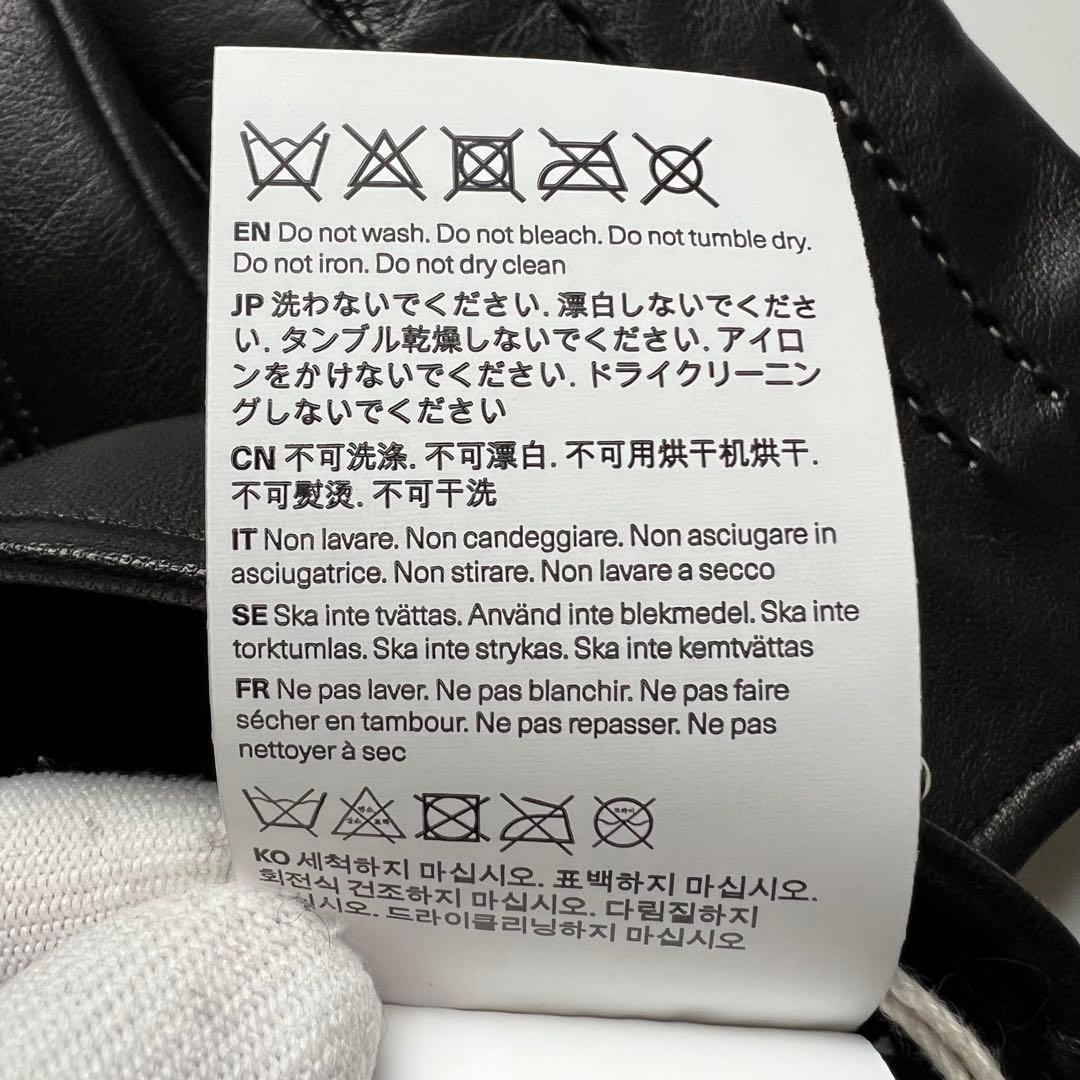 EN Do not wash. Do not bleach. Do not tumble dry.
Do not iron. Do not dry clean
JP 洗わないでください. 漂白しないでくださ
い. タンブル乾燥しないでください. アイロ
ンをかけないでください. ドライクリーニン
グしないでください
CN 不可洗涤. 不可漂白. 不可用烘干机烘干.
不可熨烫. 不可干洗
IT Non lavare. Non candeggiare. Non asciugare in
asciugatrice. Non stirare. Non lavare a secco
SE Ska inte tvättas. Använd inte blekmedel. Ska inte
torktumlas. Ska inte strykas. Ska inte kemtvättas
FR Ne pas laver. Ne pas blanchir. Ne pas faire
sécher en tambour. Ne pas repasser. Ne pas
nettoyer à sec
염소
산소 표백
드라이
KO 세척하지 마십시오. 표백하지 마십시오.
회전식 건조하지 마십시오. 다림질하지
십시오. 드라이클리닝하지 마십시오